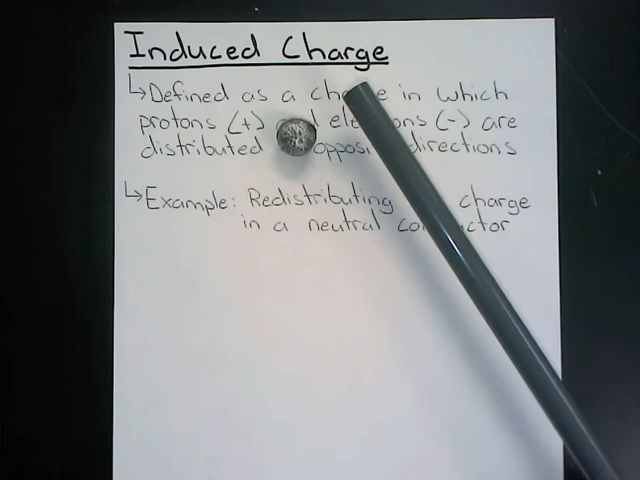 Induced Charge
↳ Defined as a in which
protons (+) (-) are
distributed directions
↳ Example: Redistributing charge
in a neutral